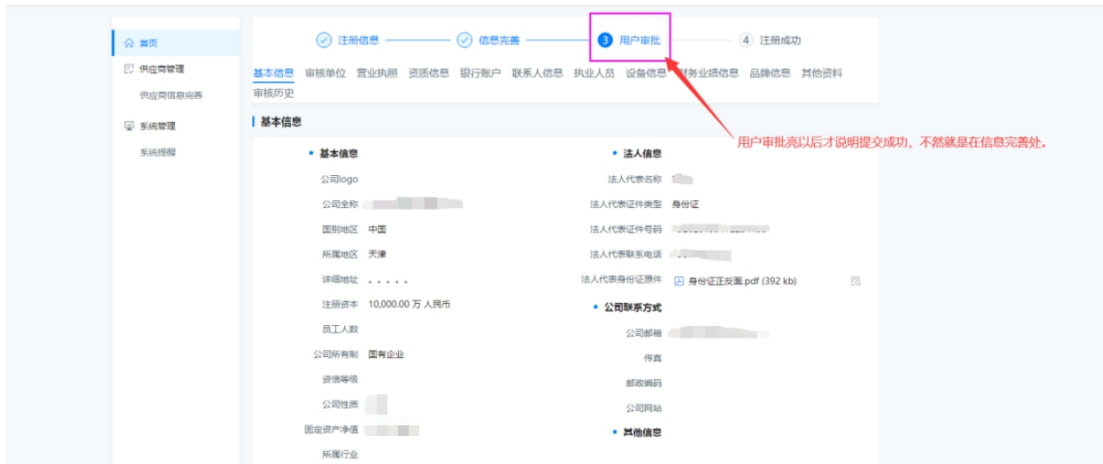 首页
供应商管理
供应商信息完善
系统管理
系统提醒
注册信息
信息完善
3 用户审批
4 注册成功
基本信息 审核单位 营业执照 资质信息 银行账户 联系人信息 执业人员 设备信息 财务业绩信息 品牌信息 其他资料
审核历史
基本信息
用户审批亮以后才说明提交成功，不然就是在信息完善处。
• 基本信息
公司logo
公司全称
国别地区 中国
所属地区 天津
详细地址 . . . . .
注册资本 10,000.00 万 人民币
员工人数
公司所有制 国有企业
资信等级
公司性质
固定资产净值
所属行业
• 法人信息
法人代表名称
法人代表证件类型 身份证
法人代表证件号码
法人代表联系电话
法人代表身份证原件 身份证正反面.pdf (392 kb)
• 公司联系方式
公司邮箱
传真
邮政编码
公司网站
• 其他信息